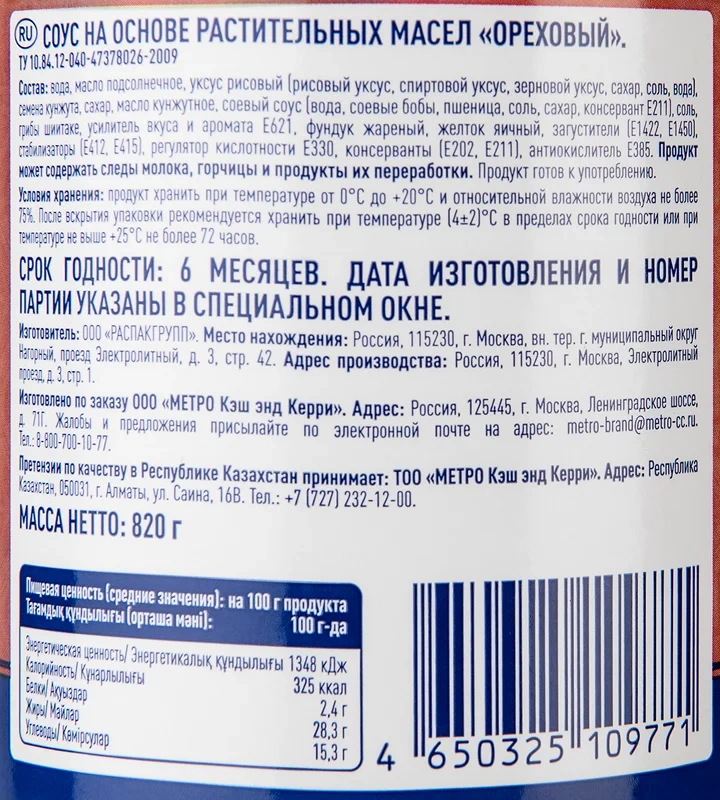 RU СОУС НА ОСНОВЕ РАСТИТЕЛЬНЫХ МАСЕЛ «ОРЕХОВЫЙ».
ТУ 10.84.12-040-47378026-2009
Состав: вода, масло подсолнечное, уксус рисовый (рисовый уксус, спиртовой уксус, зерновой уксус, сахар, соль, вода),
семена кунжута, сахар, масло кунжутное, соевый соус (вода, соевые бобы, пшеница, соль, сахар, консервант Е211), соль,
грибы шиитаке, усилитель вкуса и аромата Е621, фундук жареный, желток яичный, загустители (Е1422, Е1450),
стабилизаторы (Е412, Е415), регулятор кислотности Е330, консерванты (Е202, Е211), антиокислитель Е385. Продукт
может содержать следы молока, горчицы и продукты их переработки. Продукт готов к употреблению.
Условия хранения: продукт хранить при температуре от 0°С до +20°С и относительной влажности воздуха не более
75%. После вскрытия упаковки рекомендуется хранить при температуре (4±2)°С в пределах срока годности или при
температуре не выше +25°С не более 72 часов.
СРОК ГОДНОСТИ: 6 МЕСЯЦЕВ. ДАТА ИЗГОТОВЛЕНИЯ И НОМЕР
ПАРТИИ УКАЗАНЫ В СПЕЦИАЛЬНОМ ОКНЕ.
Изготовитель: ООО «РАСПАКГРУПП». Место нахождения: Россия, 115230, г. Москва, вн. тер. г. муниципальный округ
Нагорный, проезд Электролитный, д. 3, стр. 42. Адрес производства: Россия, 115230, г. Москва, Электролитный
проезд, д. 3, стр. 1.
Изготовлено по заказу ООО «МЕТРО Кэш энд Керри». Адрес: Россия, 125445, г. Москва, Ленинградское шоссе,
д. 71Г. Жалобы и предложения присылайте по электронной почте на адрес: metro-brand@metro-cc.ru.
Тел.: 8-800-700-10-77.
Претензии по качеству в Республике Казахстан принимает: ТОО «МЕТРО Кэш энд Керри». Адрес: Республика
Казахстан, 050031, г. Алматы, ул. Саина, 16В. Тел.: +7 (727) 232-12-00.
МАССА НЕТТО: 820 г
Пищевая ценность (средние значения): на 100 г продукта
Тағамдық құндылығы (орташа мәні): 100 г-да
Энергетическая ценность/ Энергетикалық құндылығы 1348 кДж
Калорийность/ Құнарлылығы 325 ккал
Белки/ Ақуыздар 2,4 г
Жиры/ Майлар 28,3 г
Углеводы/ Көмірсулар 15,3 г
4 650325 109771